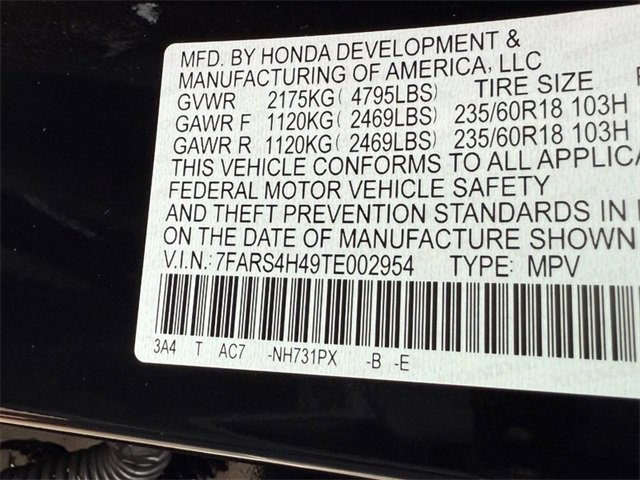 MFD. BY HONDA DEVELOPMENT &
MANUFACTURING OF AMERICA, LLC
GVWR 2175KG( 4795LBS) TIRE SIZE
GAWR F 1120KG( 2469LBS) 235/60R18 103H
GAWR R 1120KG( 2469LBS) 235/60R18 103H
THIS VEHICLE CONFORMS TO ALL APPLICA
FEDERAL MOTOR VEHICLE SAFETY
AND THEFT PREVENTION STANDARDS IN
ON THE DATE OF MANUFACTURE SHOWN
V.I.N.: 7FARS4H49TE002954 TYPE: MPV
3A4 T AC7 -NH731PX -B -E